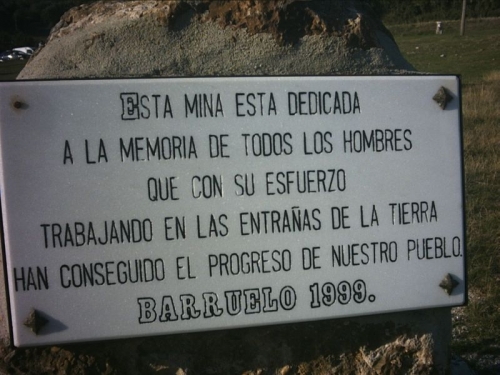 ESTA MINA ESTA DEDICADA
A LA MEMORIA DE TODOS LOS HOMBRES
QUE CON SU ESFUERZO
TRABAJANDO EN LAS ENTRAÑAS DE LA TIERRA
HAN CONSEGUIDO EL PROGRESO DE NUESTRO PUEBLO.
BARRUELO 1999.